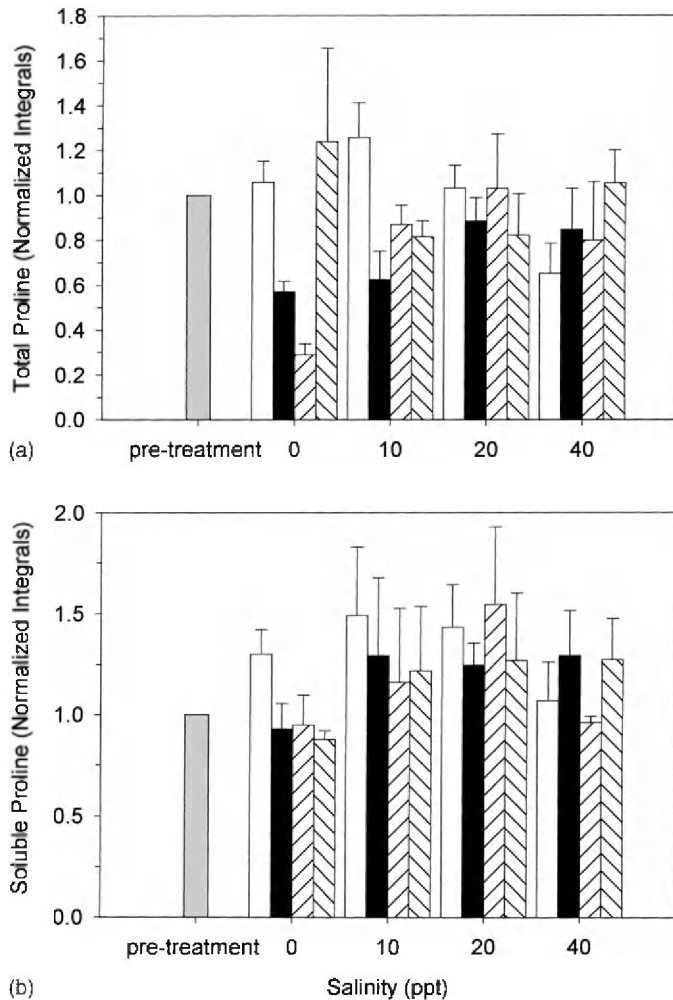 Total Proline (Normalized Integrals)
1.8
1.6
1.4
1.2
1.0
0.8
0.6
0.4
0.2
0.0
(a)
pre-treatment 0 10 20 40
Soluble Proline (Normalized Integrals)
2.0
1.5
1.0
0.5
0.0
pre-treatment 0 10 20 40
(b)
Salinity (ppt)